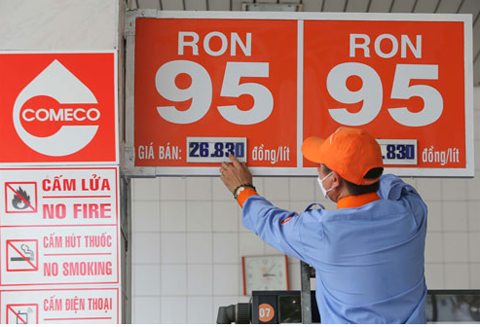 RON
95
GIÁ BÁN: 26.830 đồng/lít
RON
95
.830 đồng/lít
COMECO
CẤM LỬA
NO FIRE
CẤM HÚT THUỐC
NO SMOKING
CẤM ĐIỆN THOẠI
07